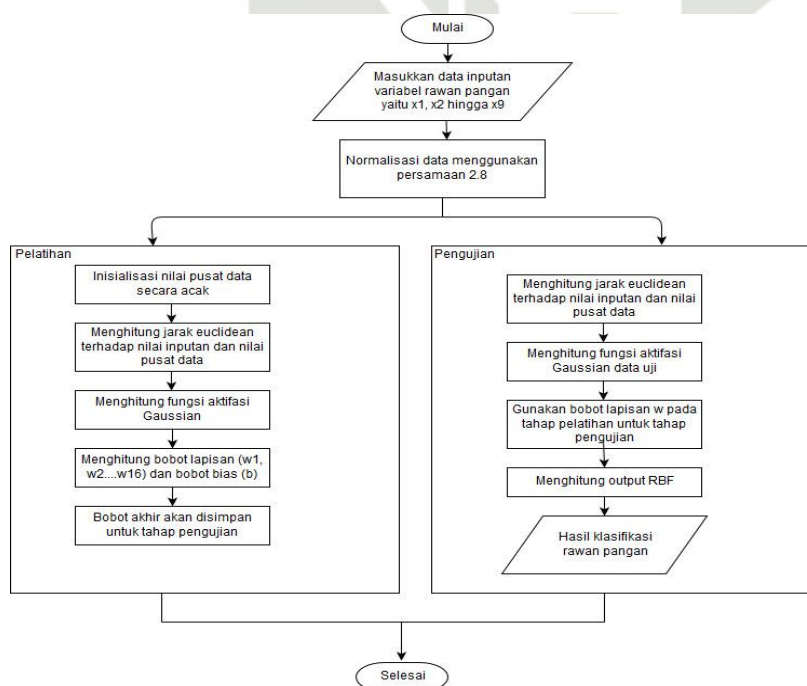 Mulai
Masukkan data inputan
variabel rawan pangan
yaitu x1, x2 hingga x9
Normalisasi data menggunakan
persamaan 2.8
Pelatihan
Inisialisasi nilai pusat data
secara acak
Menghitung jarak euclidean
terhadap nilai inputan dan nilai
pusat data
Menghitung fungsi aktifasi
Gaussian
Menghitung bobot lapisan (w1,
w2....w16) dan bobot bias (b)
Bobot akhir akan disimpan
untuk tahap pengujian
Pengujian
Menghitung jarak euclidean
terhadap nilai inputan dan nilai
pusat data
Menghitung fungsi aktifasi
Gaussian data uji
Gunakan bobot lapisan w pada
tahap pelatihan untuk tahap
pengujian
Menghitung output RBF
Hasil klasifikasi
rawan pangan
Selesai